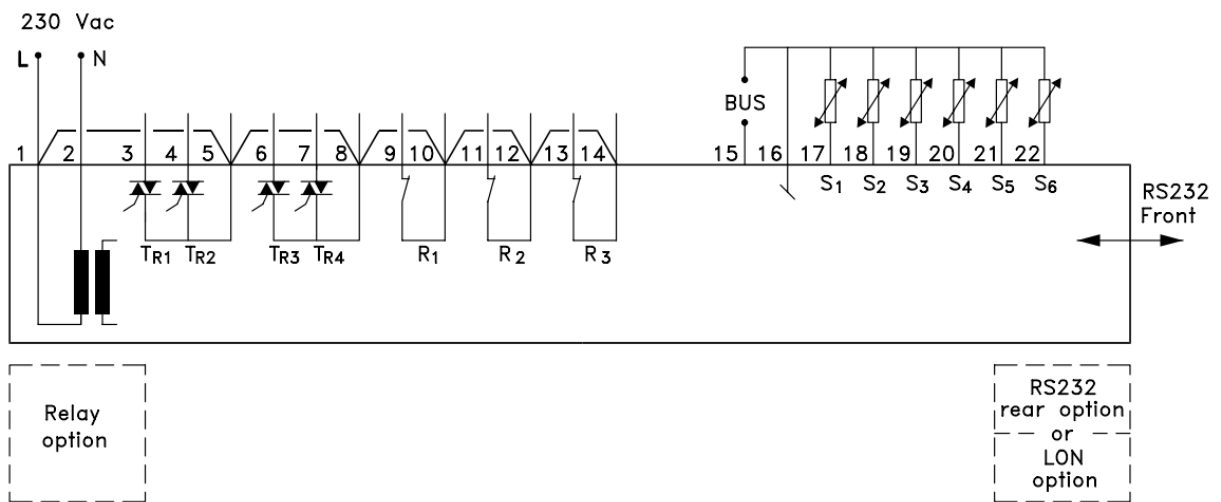 230 Vac
L N
BUS
1 2 3 4 5 6 7 8 9 10 11 12 13 14 15 16 17 18 19 20 21 22
S1 S2 S3 S4 S5 S6
TR1 TR2 TR3 TR4 R1 R2 R3
RS232
Front
Relay
option
RS232
rear option
or
LON
option